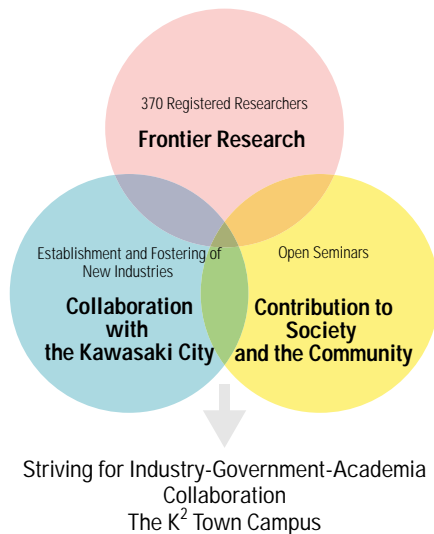 370 Registered Researchers
Frontier Research
Establishment and Fostering of
New Industries
Collaboration
with
the Kawasaki City
Open Seminars
Contribution to
Society
and the Community
Striving for Industry-Government-Academia
Collaboration
The K² Town Campus